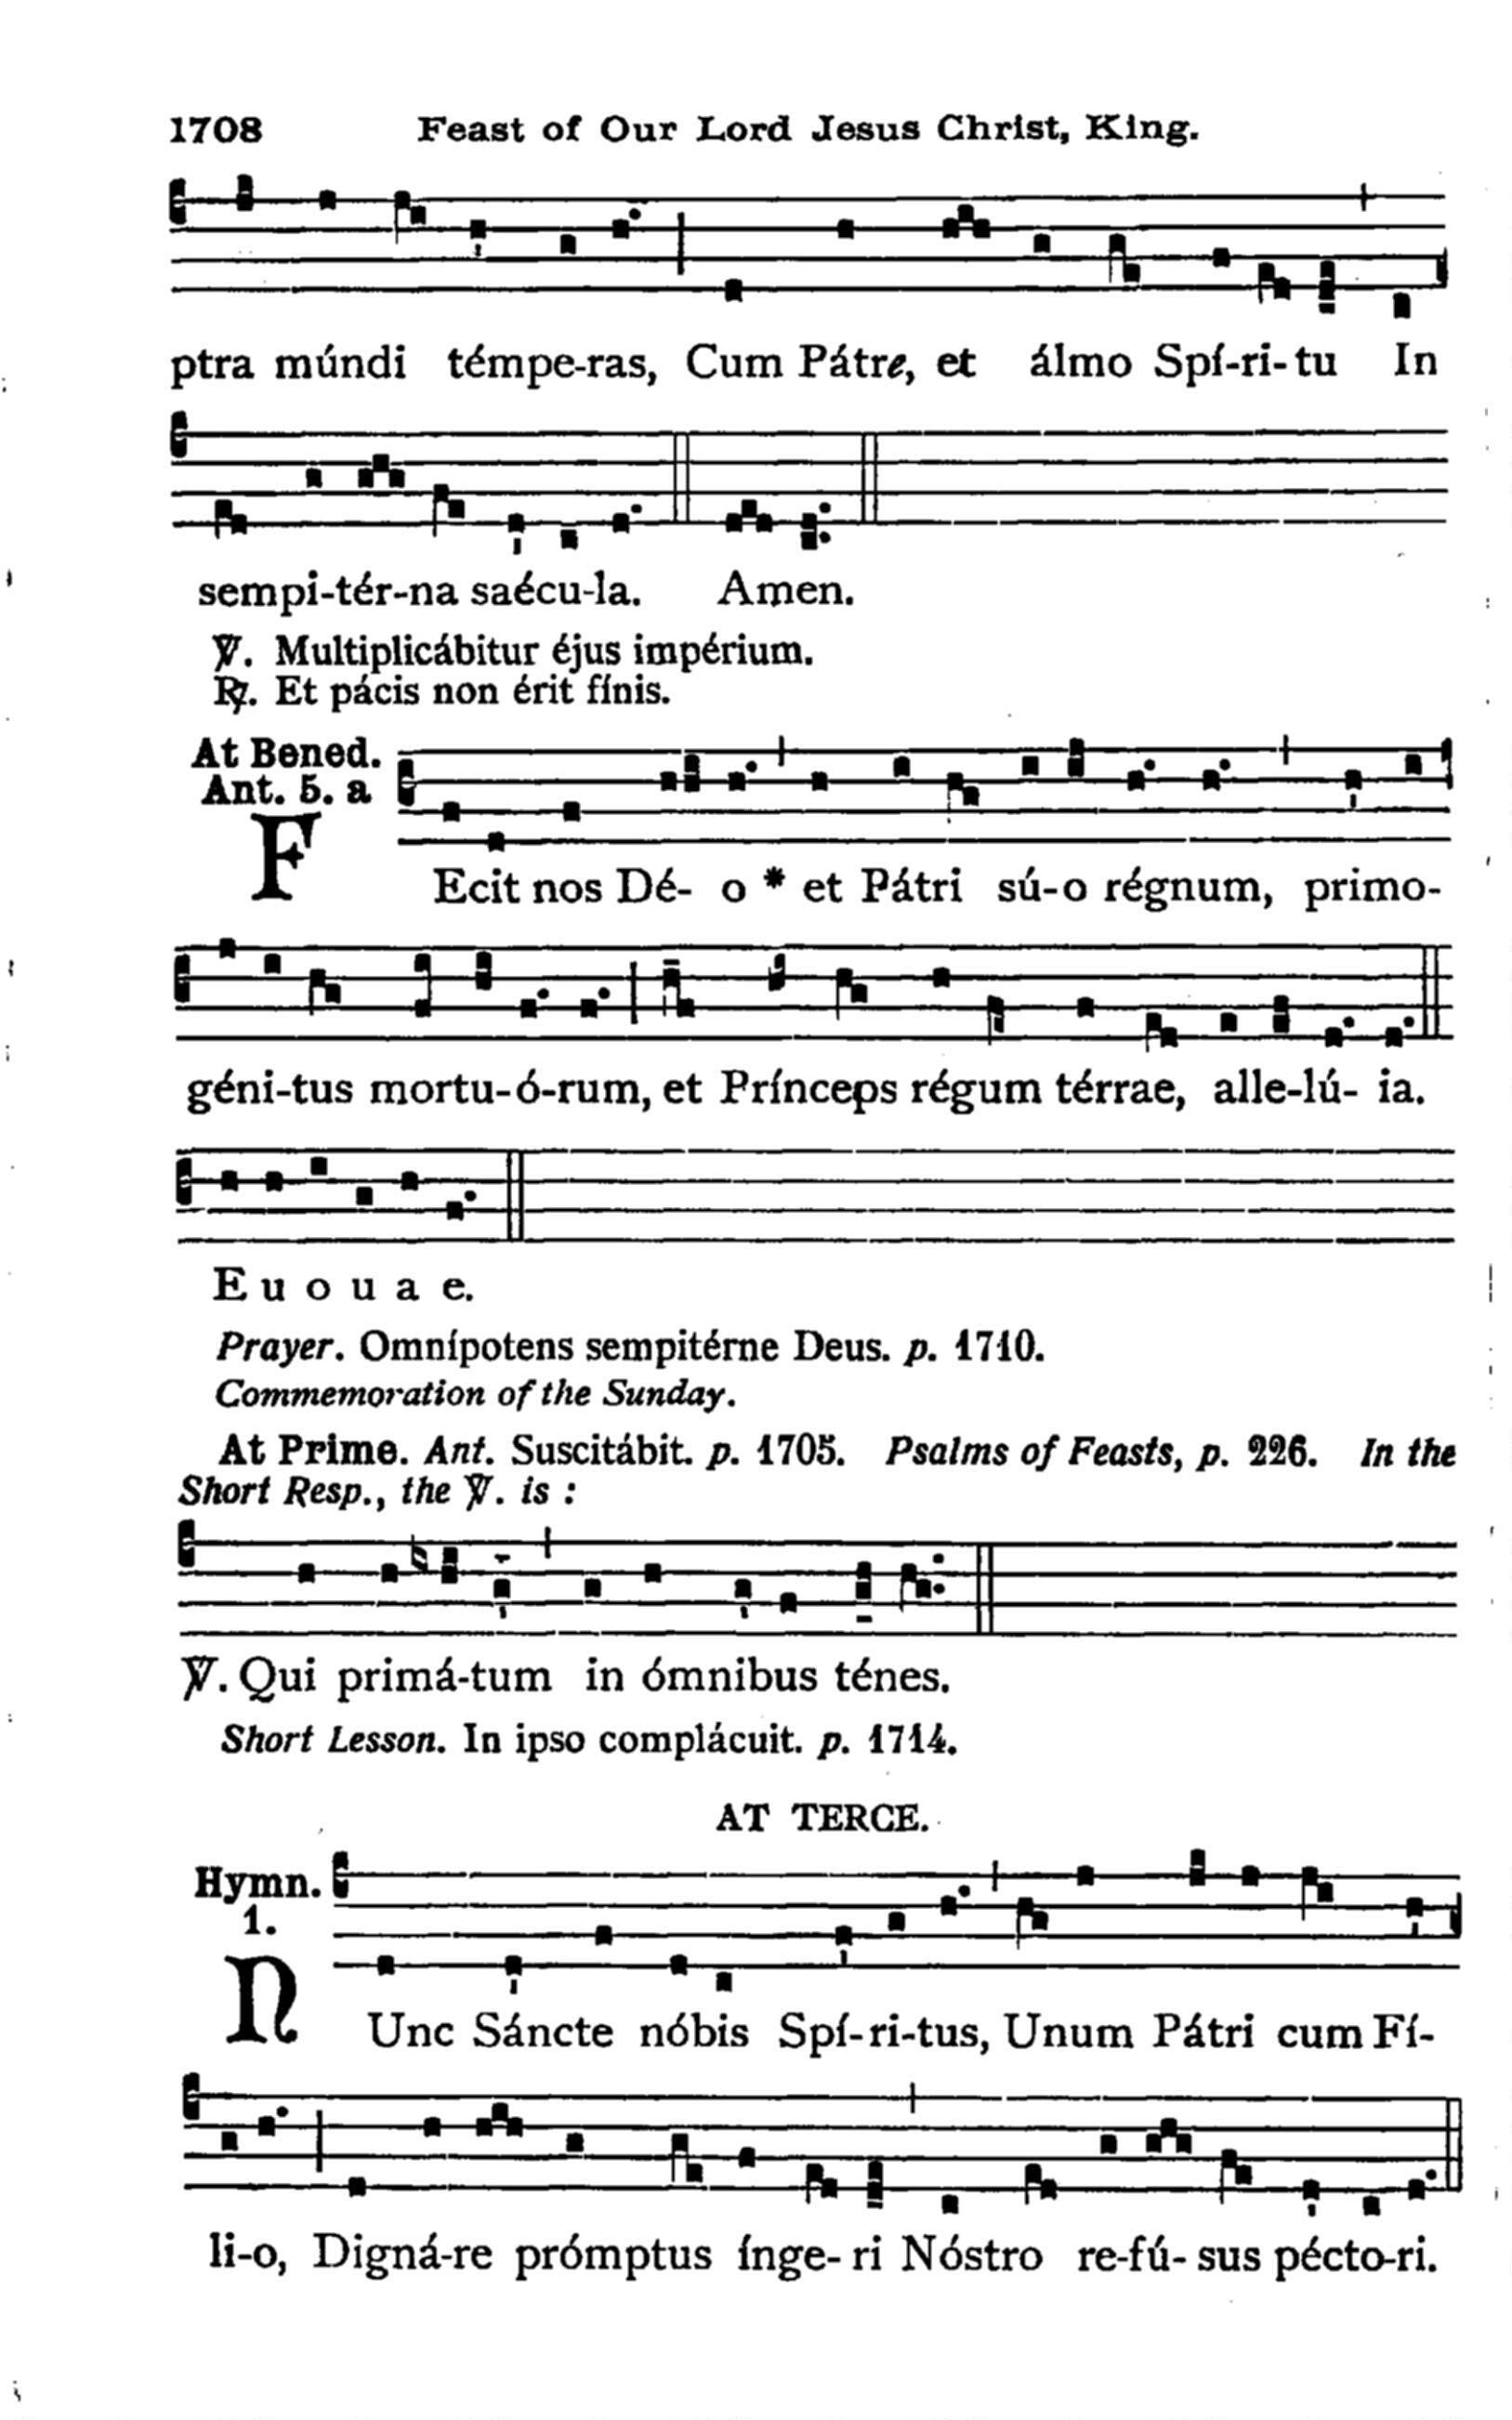 1708 Feast of Our Lord Jesus Christ, King.
ptra múndi témpe-ras, Cum Pátre, et álmo Spí-ri-tu In
sempi-tér-na saécu-la. Amen.
℣. Multiplicábitur éjus impérium.
℟. Et pácis non érit fínis.
At Bened.
Ant. 5. a
FEcit nos Dé- o * et Pátri sú-o régnum, primo-
géni-tus mortu-ó-rum, et Prínceps régum térrae, alle-lú- ia.
E u o u a e.
Prayer. Omnípotens sempitérne Deus. p. 1710.
Commemoration of the Sunday.
At Prime. Ant. Suscitábit. p. 1705. Psalms of Feasts, p. 226. In the
Short Resp., the ℣. is :
℣. Qui primá-tum in ómnibus ténes.
Short Lesson. In ipso complácuit. p. 1714.
AT TERCE.
Hymn.
1.
NUnc Sáncte nóbis Spí-ri-tus, Unum Pátri cum Fí-
li-o, Digná-re prómptus ínge- ri Nóstro re-fú- sus pécto-ri.